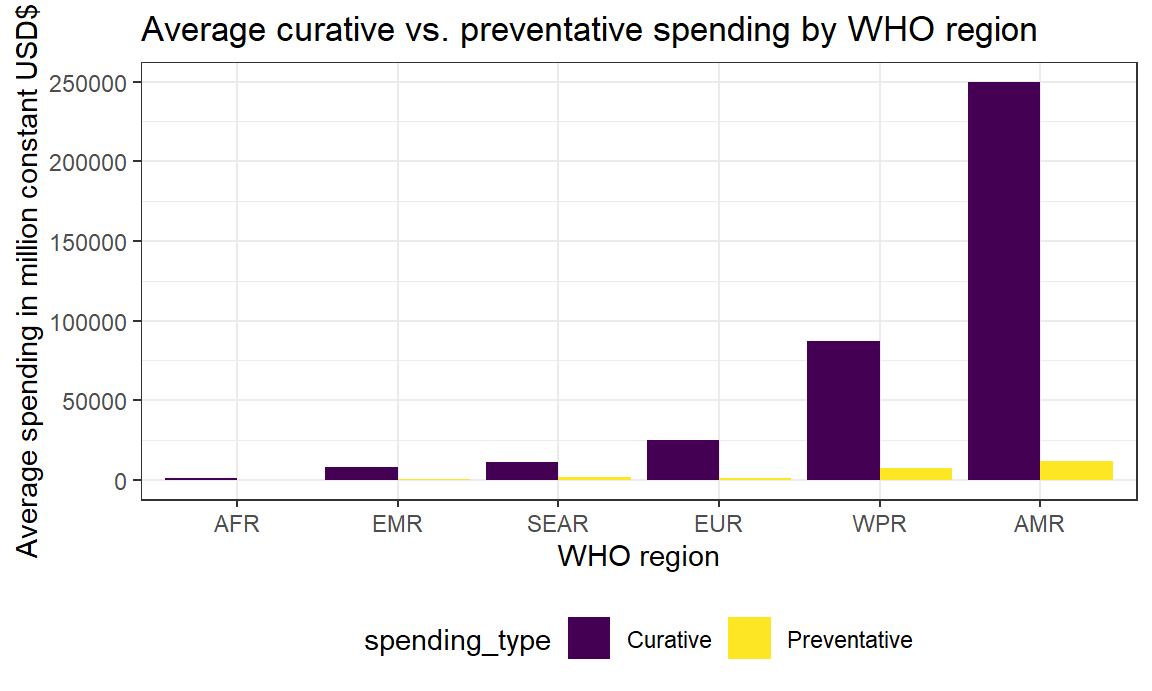 Average curative vs. preventative spending by WHO region
Average spending in million constant USD$
250000
200000
150000
100000
50000
0
AFR EMR SEAR EUR WPR AMR
WHO region
spending_type Curative Preventative